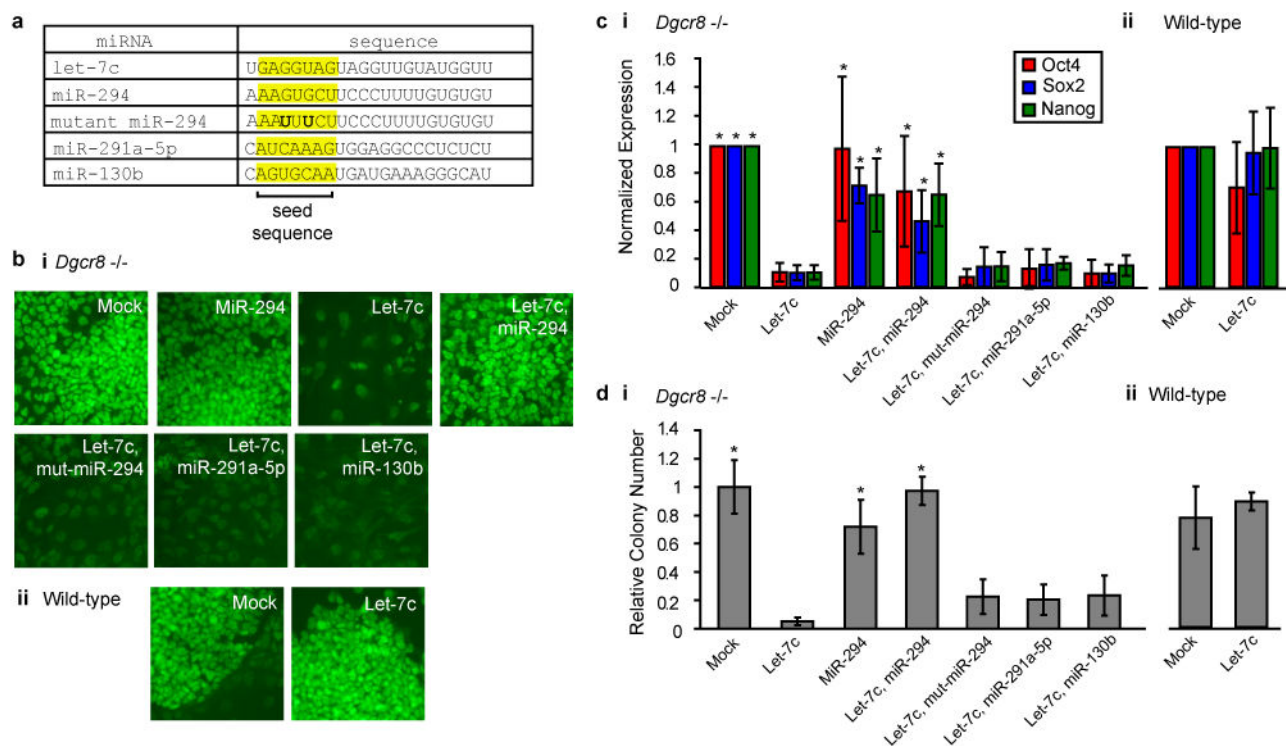 a
miRNA sequence
let-7c UGAGGUAGUAGGUUGUAUGGUU
miR-294 AAAGUGCUUCCCUUUUGUGUGU
mutant miR-294 AAAUUUCUUCCCUUUUGUGUGU
miR-291a-5p CAUCAAAGUGGAGGCCCUCUCU
miR-130b CAGUGCAAUGAUGAAAGGGCAU
seed
sequence
b i Dgcr8 -/-
Mock
MiR-294
Let-7c
Let-7c,
miR-294
Let-7c,
mut-miR-294
Let-7c,
miR-291a-5p
Let-7c,
miR-130b
ii Wild-type
Mock
Let-7c
c i Dgcr8 -/-
ii Wild-type
Oct4
Sox2
Nanog
Normalized Expression
1.6
1.4
1.2
1
0.8
0.6
0.4
0.2
0
* * *
* * *
* * *
Mock
Let-7c
MiR-294
Let-7c, miR-294
Let-7c, mut-miR-294
Let-7c, miR-291a-5p
Let-7c, miR-130b
Mock
Let-7c
d i Dgcr8 -/-
ii Wild-type
Relative Colony Number
1.4
1.2
1
0.8
0.6
0.4
0.2
0
*
*
*
Mock
Let-7c
MiR-294
Let-7c, miR-294
Let-7c, mut-miR-294
Let-7c, miR-291a-5p
Let-7c, miR-130b
Mock
Let-7c